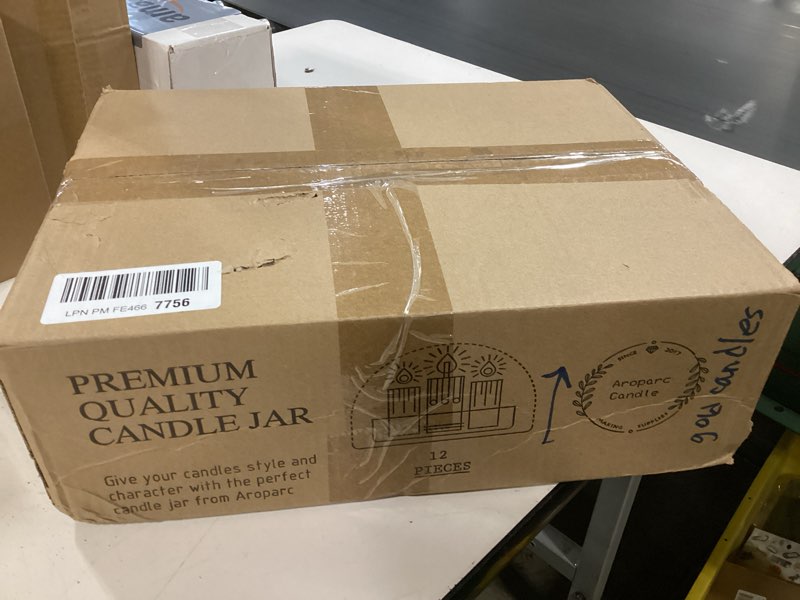 LPN PM FE466 7756
PREMIUM
QUALITY
CANDLE JAR
Give your candles style and
character with the perfect
candle jar from Aroparc
12
PIECES
SINCE 2017
Aroparc
Candle
MAKING SUPPLIES
gold candles